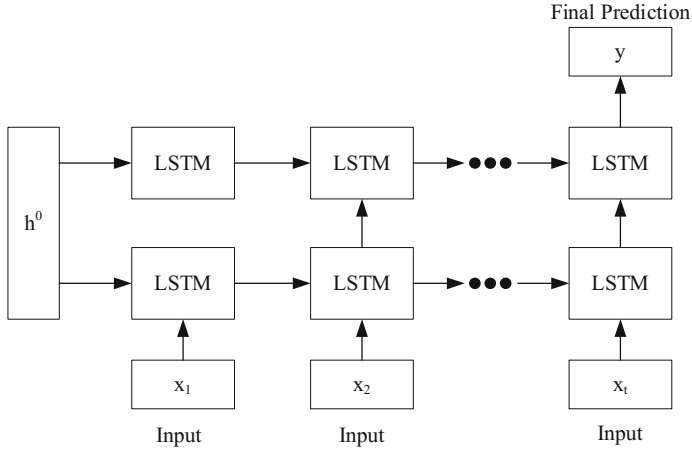 Final Prediction
y
LSTM LSTM LSTM
h⁰
LSTM LSTM LSTM
x₁ x₂ xₜ
Input Input Input